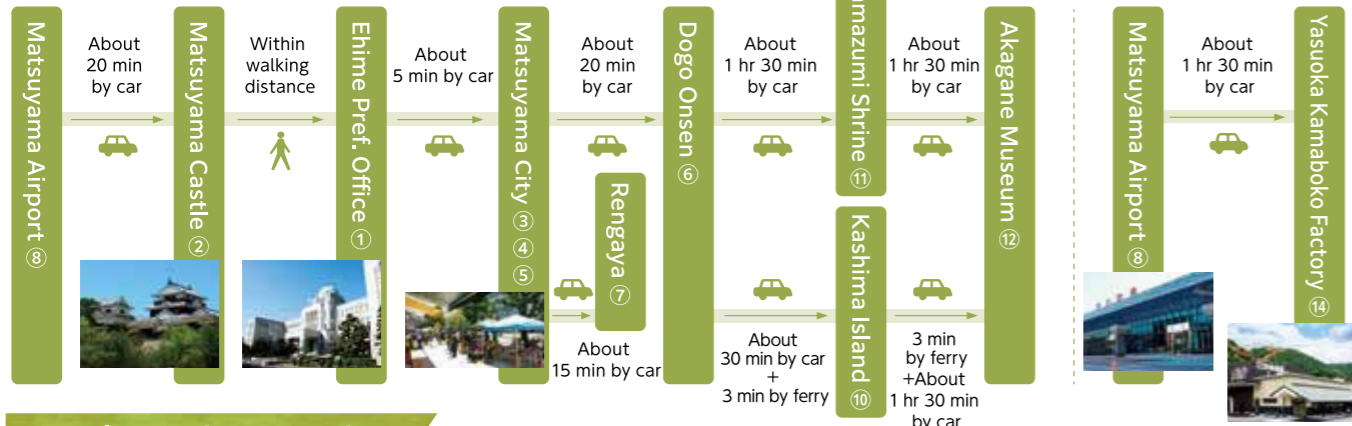 Matsuyama Airport ⑧
About
20 min
by car
Matsuyama Castle ②
Within
walking
distance
Ehime Pref. Office ①
About
5 min by car
Matsuyama City ③ ④ ⑤
About
20 min
by car
About
15 min by car
Rengaya ⑦
Dogo Onsen ⑥
About
1 hr 30 min
by car
amazumi Shrine ⑪
About
1 hr 30 min
by car
About
30 min by car
+
3 min by ferry
Kashima Island ⑩
3 min
by ferry
+About
1 hr 30 min
by car
Akagane Museum ⑫
Matsuyama Airport ⑧
About
1 hr 30 min
by car
Yasuoka Kamaboko Factory ⑭